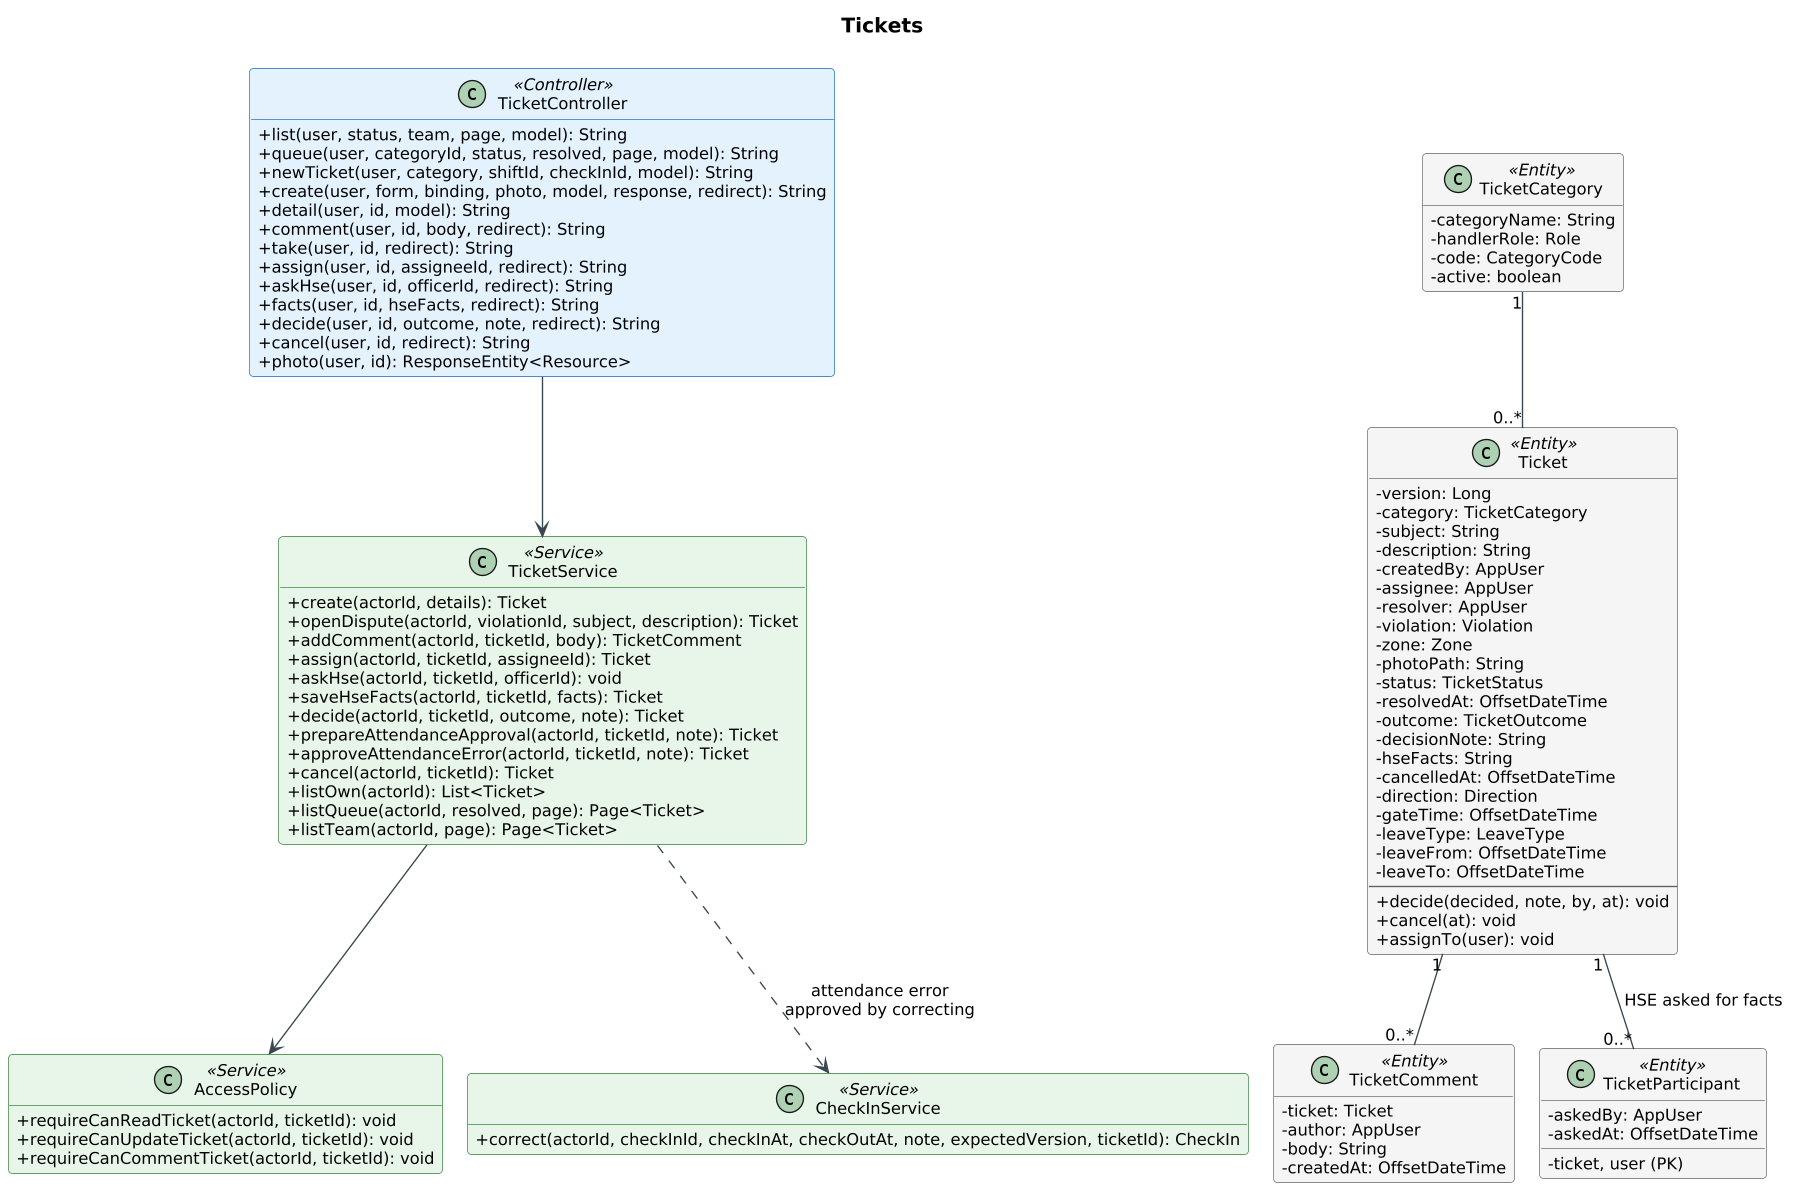 Tickets
C
«Controller»
TicketController
+list(user, status, team, page, model): String
+queue(user, categoryId, status, resolved, page, model): String
+newTicket(user, category, shiftId, checkInId, model): String
+create(user, form, binding, photo, model, response, redirect): String
+detail(user, id, model): String
+comment(user, id, body, redirect): String
+take(user, id, redirect): String
+assign(user, id, assigneeId, redirect): String
+askHse(user, id, officerId, redirect): String
+facts(user, id, hseFacts, redirect): String
+decide(user, id, outcome, note, redirect): String
+cancel(user, id, redirect): String
+photo(user, id): ResponseEntity<Resource>
C
«Entity»
TicketCategory
-categoryName: String
-handlerRole: Role
-code: CategoryCode
-active: boolean
1
0..*
C
«Entity»
Ticket
-version: Long
-category: TicketCategory
-subject: String
-description: String
-createdBy: AppUser
-assignee: AppUser
-resolver: AppUser
-violation: Violation
-zone: Zone
-photoPath: String
-status: TicketStatus
-resolvedAt: OffsetDateTime
-outcome: TicketOutcome
-decisionNote: String
-hseFacts: String
-cancelledAt: OffsetDateTime
-direction: Direction
-gateTime: OffsetDateTime
-leaveType: LeaveType
-leaveFrom: OffsetDateTime
-leaveTo: OffsetDateTime
+decide(decided, note, by, at): void
+cancel(at): void
+assignTo(user): void
C
«Service»
TicketService
+create(actorId, details): Ticket
+openDispute(actorId, violationId, subject, description): Ticket
+addComment(actorId, ticketId, body): TicketComment
+assign(actorId, ticketId, assigneeId): Ticket
+askHse(actorId, ticketId, officerId): void
+saveHseFacts(actorId, ticketId, facts): Ticket
+decide(actorId, ticketId, outcome, note): Ticket
+prepareAttendanceApproval(actorId, ticketId, note): Ticket
+approveAttendanceError(actorId, ticketId, note): Ticket
+cancel(actorId, ticketId): Ticket
+listOwn(actorId): List<Ticket>
+listQueue(actorId, resolved, page): Page<Ticket>
+listTeam(actorId, page): Page<Ticket>
attendance error
approved by correcting
1
0..*
1
HSE asked for facts
0..*
C
«Service»
AccessPolicy
+requireCanReadTicket(actorId, ticketId): void
+requireCanUpdateTicket(actorId, ticketId): void
+requireCanCommentTicket(actorId, ticketId): void
C
«Service»
CheckInService
+correct(actorId, checkInId, checkInAt, checkOutAt, note, expectedVersion, ticketId): CheckIn
C
«Entity»
TicketComment
-ticket: Ticket
-author: AppUser
-body: String
-createdAt: OffsetDateTime
C
«Entity»
TicketParticipant
-askedBy: AppUser
-askedAt: OffsetDateTime
-ticket, user (PK)